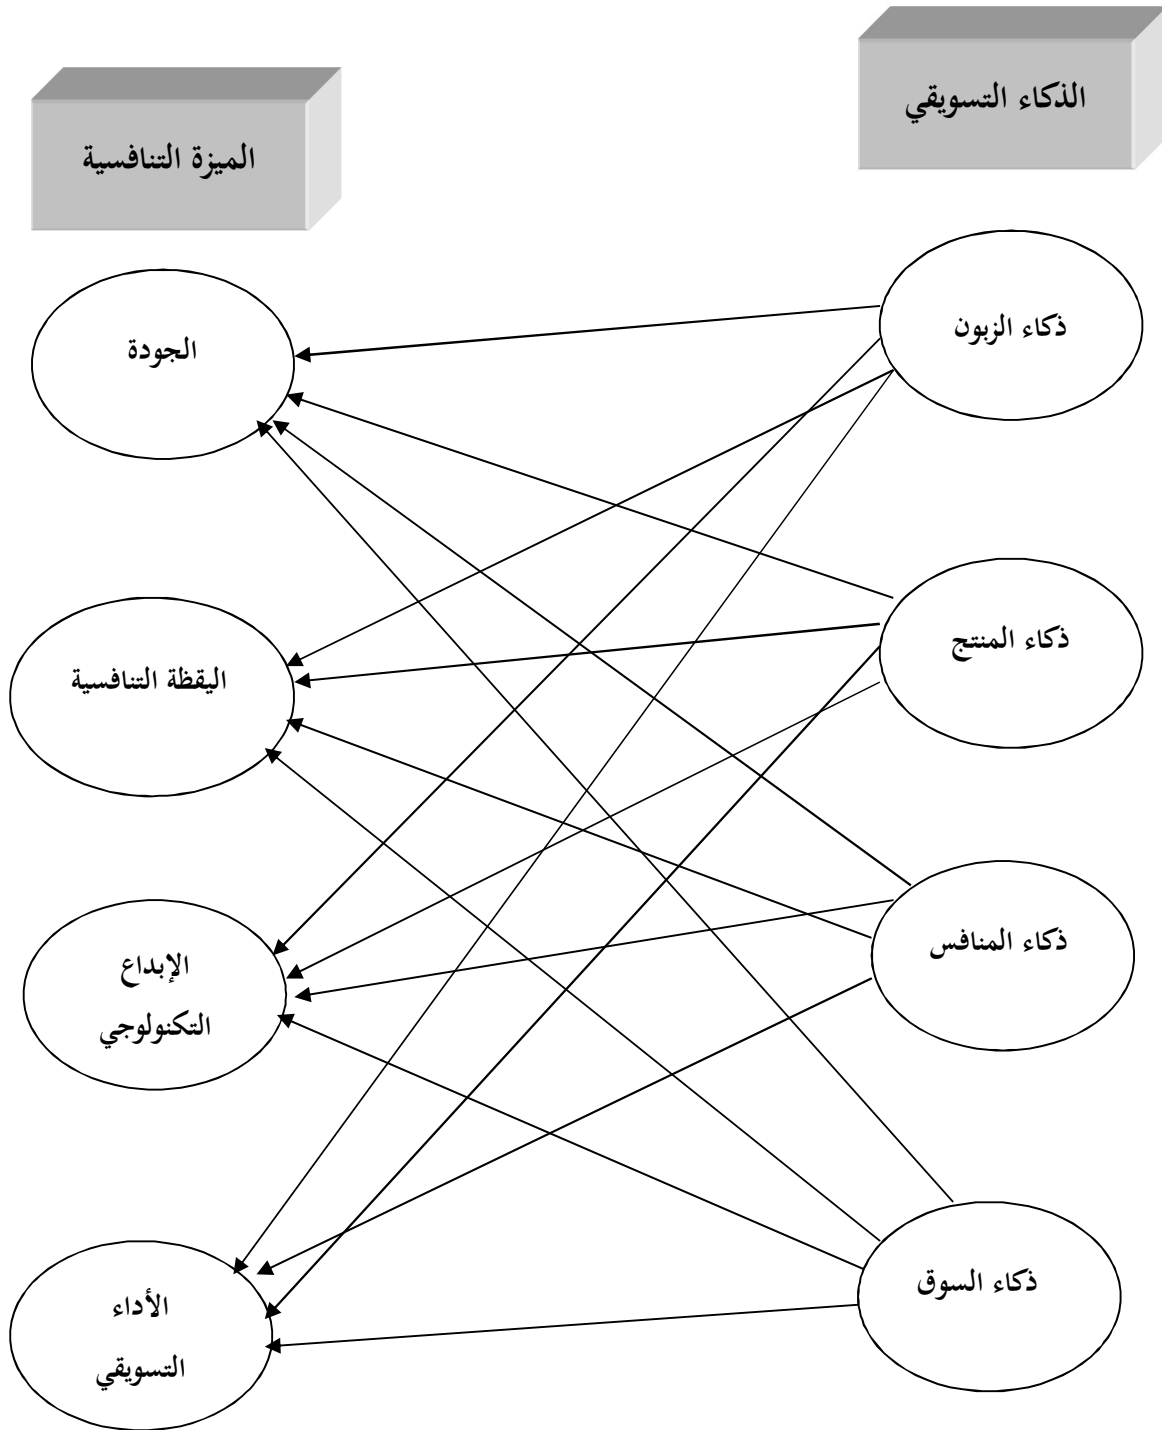 الذكاء التسويقي
الميزة التنافسية
ذكاء الزبون
الجودة
ذكاء المنتج
اليقظة التنافسية
ذكاء المنافس
الإبداع
التكنولوجي
ذكاء السوق
الأداء
التسويقي